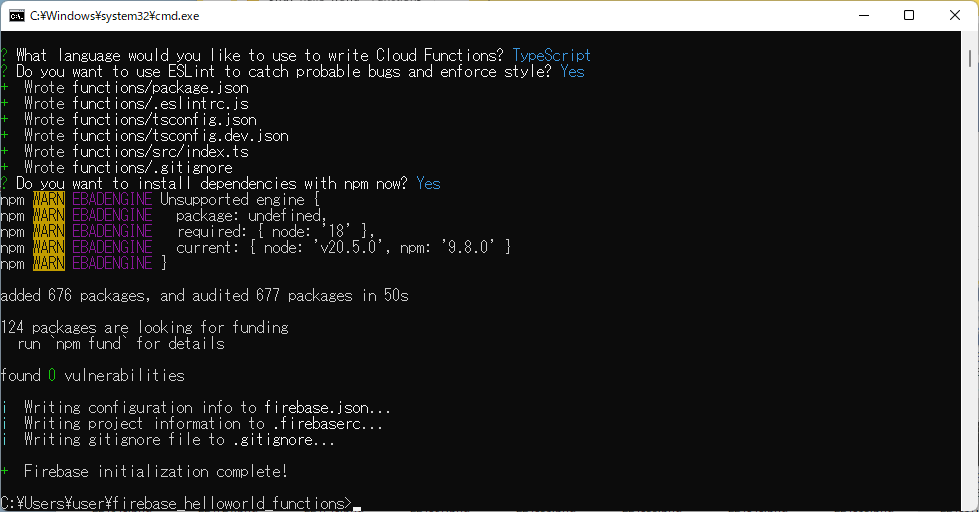 C:¥Windows¥system32¥cmd.exe
? What language would you like to use to write Cloud Functions? TypeScript
? Do you want to use ESLint to catch probable bugs and enforce style? Yes
+  Wrote functions/package.json
+  Wrote functions/.eslintrc.js
+  Wrote functions/tsconfig.json
+  Wrote functions/tsconfig.dev.json
+  Wrote functions/src/index.ts
+  Wrote functions/.gitignore
? Do you want to install dependencies with npm now? Yes
npm WARN EBADENGINE Unsupported engine {
npm WARN EBADENGINE   package: undefined,
npm WARN EBADENGINE   required: { node: '18' },
npm WARN EBADENGINE   current: { node: 'v20.5.0', npm: '9.8.0' }
npm WARN EBADENGINE }
added 676 packages, and audited 677 packages in 50s
124 packages are looking for funding
  run `npm fund` for details
found 0 vulnerabilities
i  Writing configuration info to firebase.json...
i  Writing project information to .firebaserc...
i  Writing gitignore file to .gitignore...
+  Firebase initialization complete!
C:¥Users¥user¥firebase_helloworld_functions>